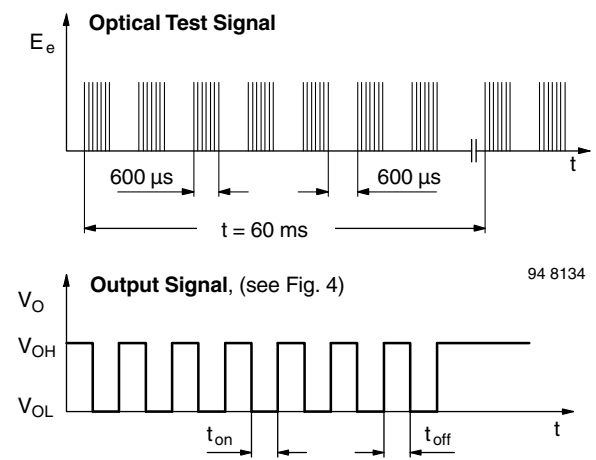 Optical Test Signal
E_e
t
600 µs
600 µs
t = 60 ms
94 8134
Output Signal, (see Fig. 4)
V_O
V_OH
V_OL
t_on
t_off
t